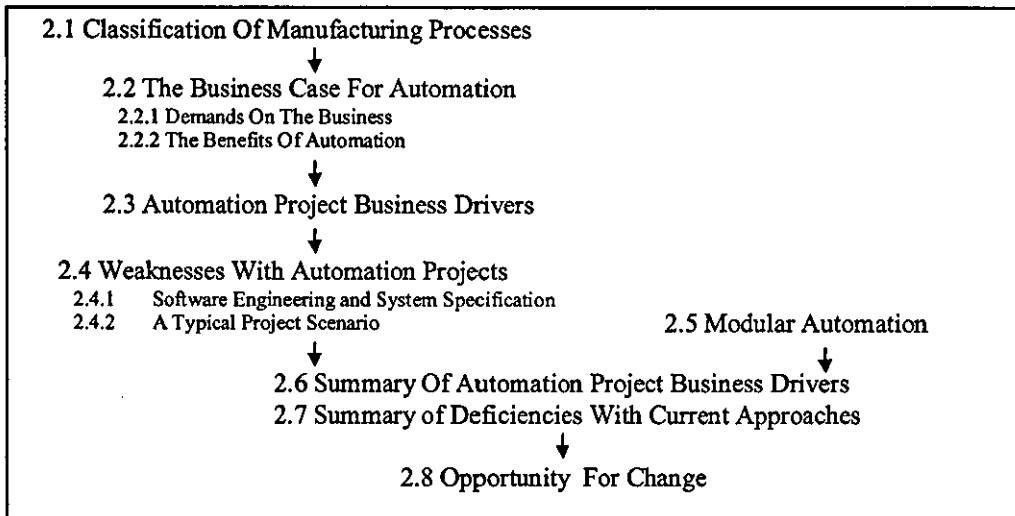 2.1 Classification Of Manufacturing Processes
2.2 The Business Case For Automation
2.2.1 Demands On The Business
2.2.2 The Benefits Of Automation
2.3 Automation Project Business Drivers
2.4 Weaknesses With Automation Projects
2.4.1 Software Engineering and System Specification
2.4.2 A Typical Project Scenario
2.5 Modular Automation
2.6 Summary Of Automation Project Business Drivers
2.7 Summary of Deficiencies With Current Approaches
2.8 Opportunity For Change